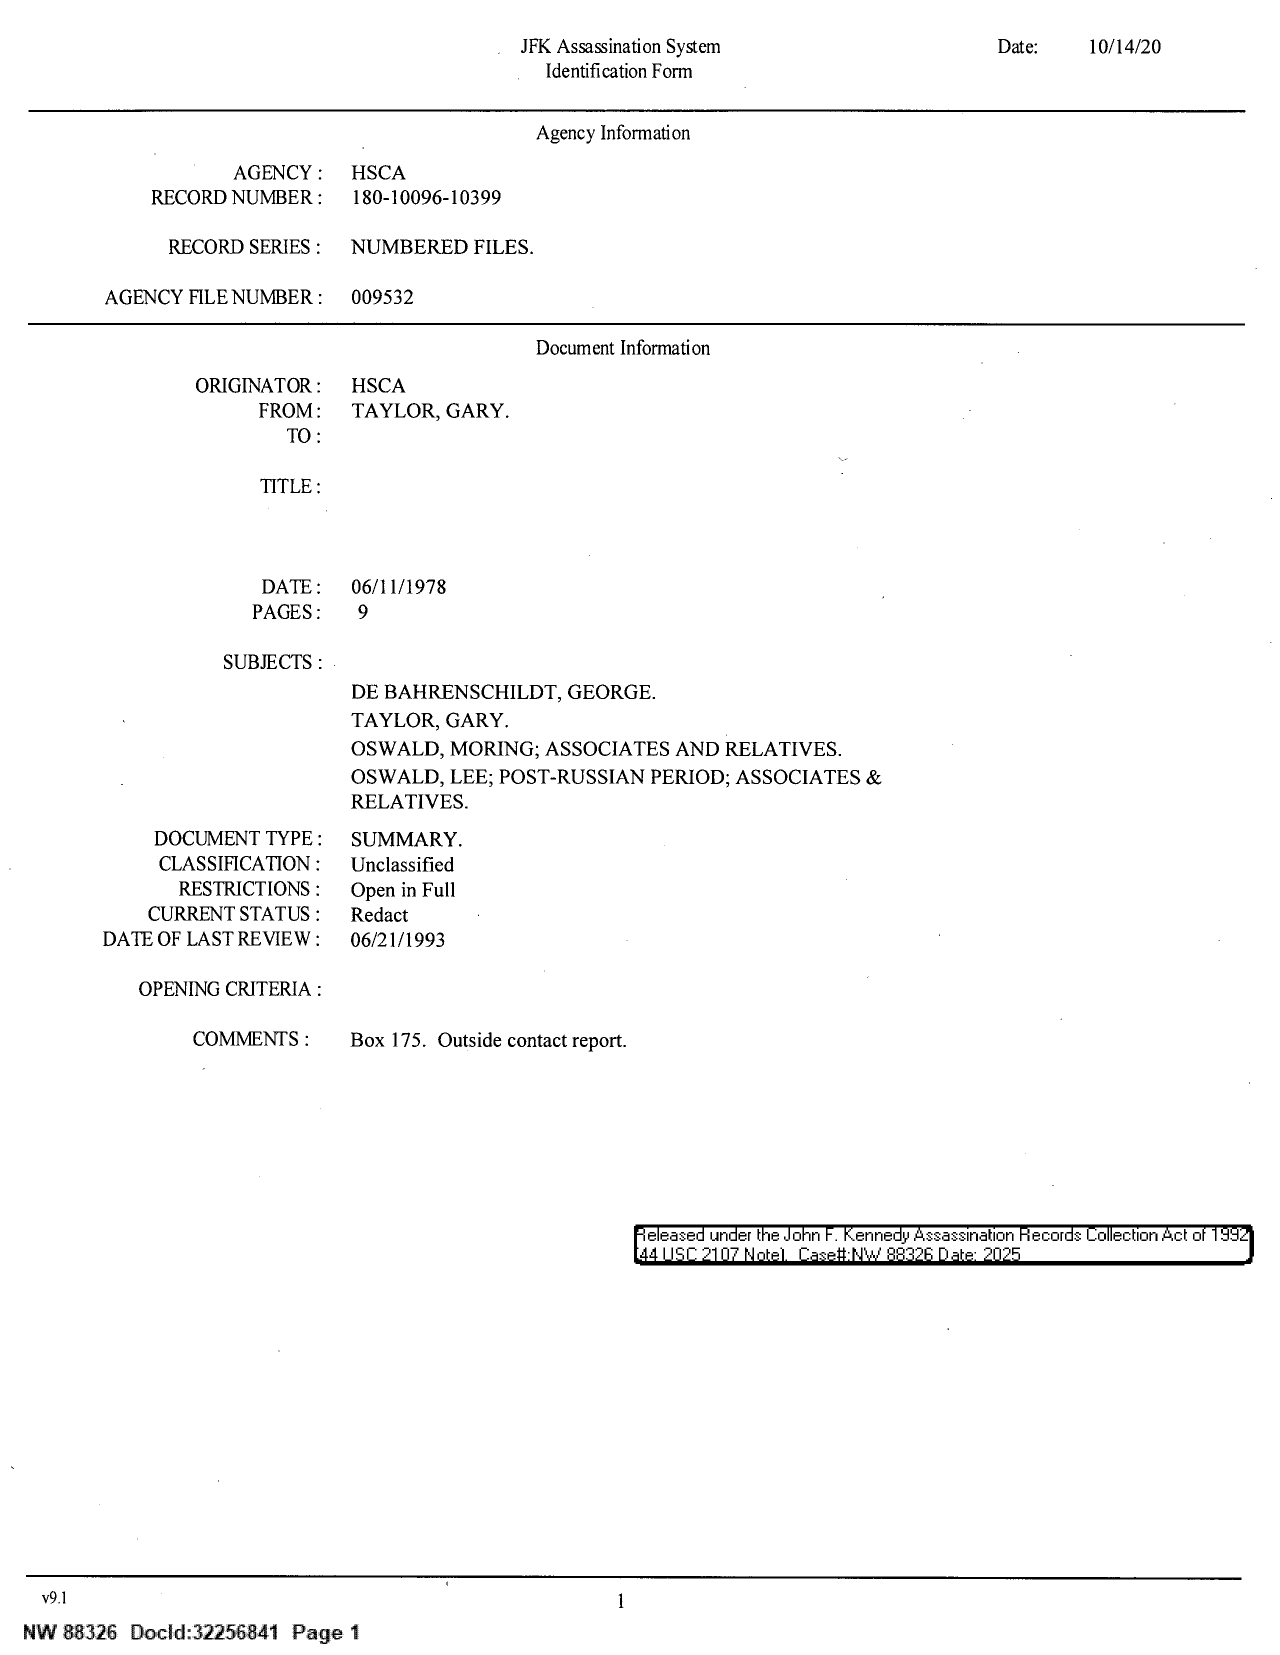 JFK Assassination System
Date: 10/14/20
Identification Form
Agency Information
AGENCY : HSCA
RECORD NUMBER : 180-10096-10399
RECORD SERIES : NUMBERED FILES.
AGENCY FILE NUMBER : 009532
Document Information
ORIGINATOR : HSCA
FROM : TAYLOR, GARY.
TO :
TITLE :
DATE : 06/11/1978
PAGES : 9
SUBJECTS :
DE BAHRENSCHILDT, GEORGE.
TAYLOR, GARY.
OSWALD, MORING; ASSOCIATES AND RELATIVES.
OSWALD, LEE; POST-RUSSIAN PERIOD; ASSOCIATES &
RELATIVES.
DOCUMENT TYPE : SUMMARY.
CLASSIFICATION : Unclassified
RESTRICTIONS : Open in Full
CURRENT STATUS : Redact
DATE OF LAST REVIEW : 06/21/1993
OPENING CRITERIA :
COMMENTS : Box 175. Outside contact report.
Released under the John F. Kennedy Assassination Records Collection Act of 1992
(44 USC 2107 Note). Case#:NW 88326 Date: 2025
v9.1
1
NW 88326 DocId:32256841 Page 1